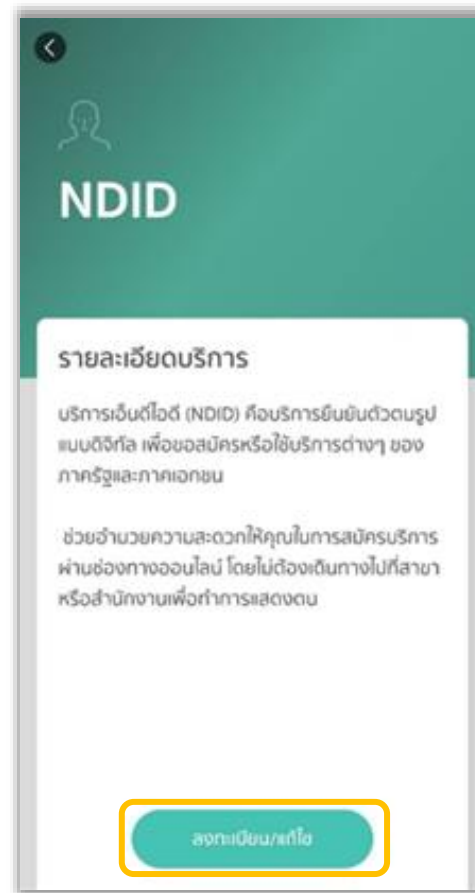 NDID
รายละเอียดบริการ
บริการเอ็นดีไอดี (NDID) คือบริการยืนยันตัวตนรูป
แบบดิจิทัล เพื่อขอสมัครหรือใช้บริการต่างๆ ของ
ภาครัฐและภาคเอกชน
ช่วยอำนวยความสะดวกให้คุณในการสมัครบริการ
ผ่านช่องทางออนไลน์ โดยไม่ต้องเดินทางไปที่สาขา
หรือสำนักงานเพื่อทำการแสดงตน
ลงทะเบียน/แก้ไข